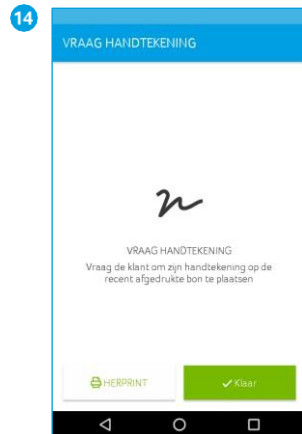 14
VRAAG HANDTEKENING
VRAAG HANDTEKENING
Vraag de klant om zijn handtekening op de
recent afgedrukte bon te plaatsen
HERPRINT
Klaar